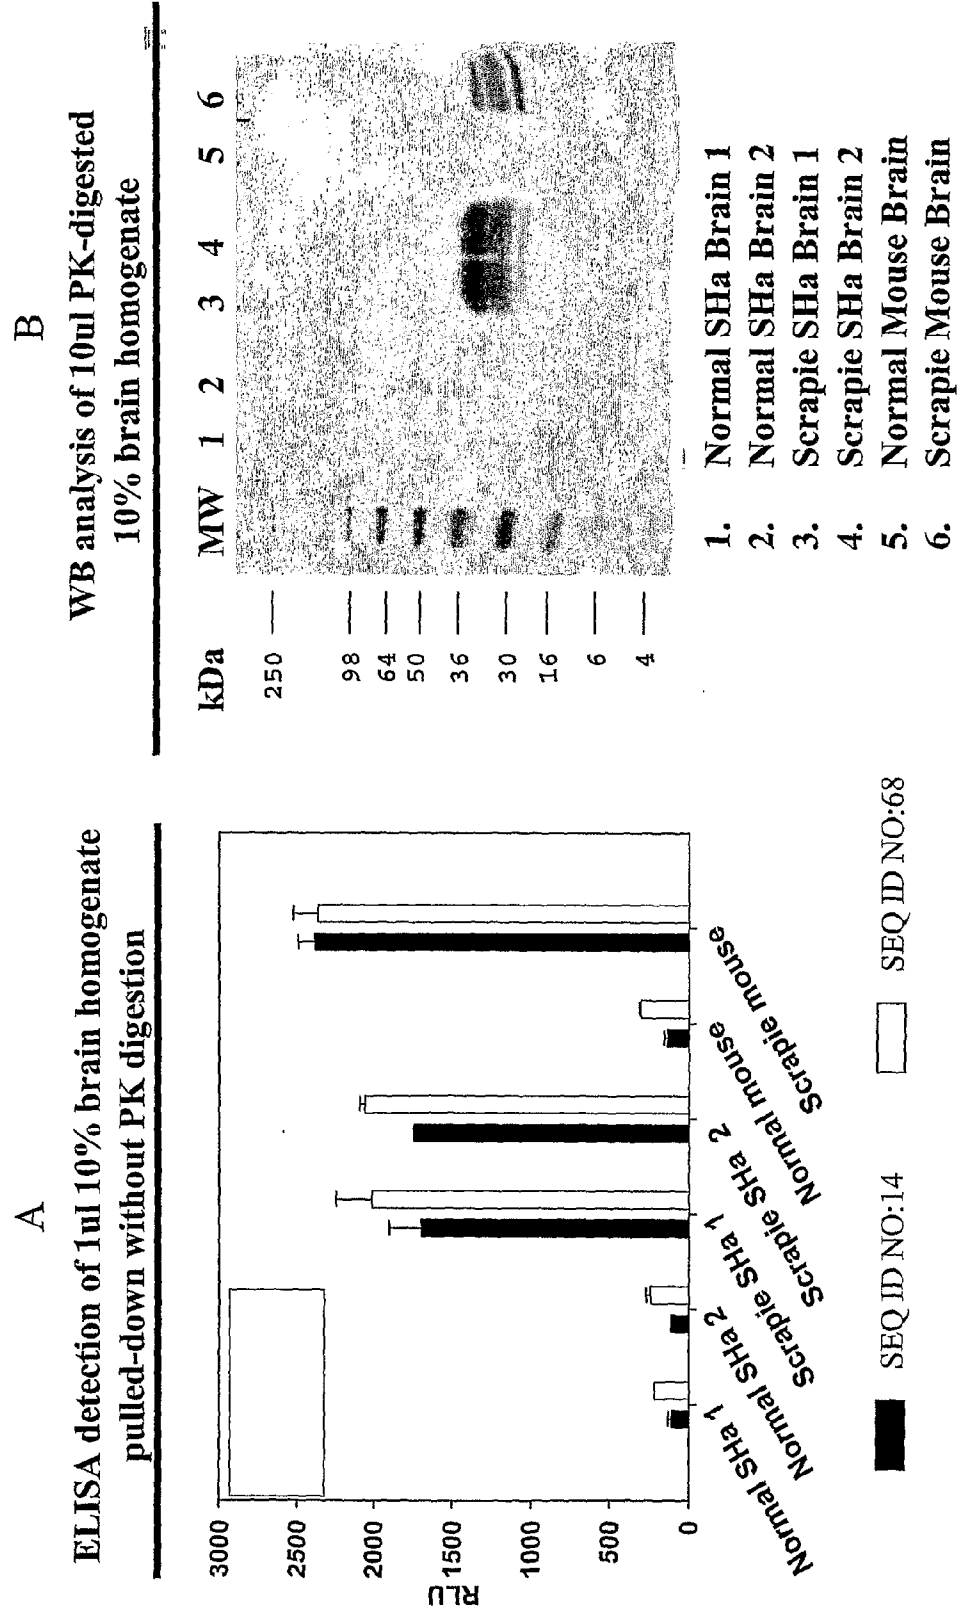 A
ELISA detection of 1ul 10% brain homogenate
pulled-down without PK digestion
RLU
3000
2500
2000
1500
1000
500
0
Normal SHa 1
Normal SHa 2
Scrapie SHa 1
Scrapie SHa 2
Normal mouse
Scrapie mouse
SEQ ID NO:14
SEQ ID NO:68
B
WB analysis of 10ul PK-digested
10% brain homogenate
kDa MW 1 2 3 4 5 6
250
98
64
50
36
30
16
6
4
1. Normal SHa Brain 1
2. Normal SHa Brain 2
3. Scrapie SHa Brain 1
4. Scrapie SHa Brain 2
5. Normal Mouse Brain
6. Scrapie Mouse Brain